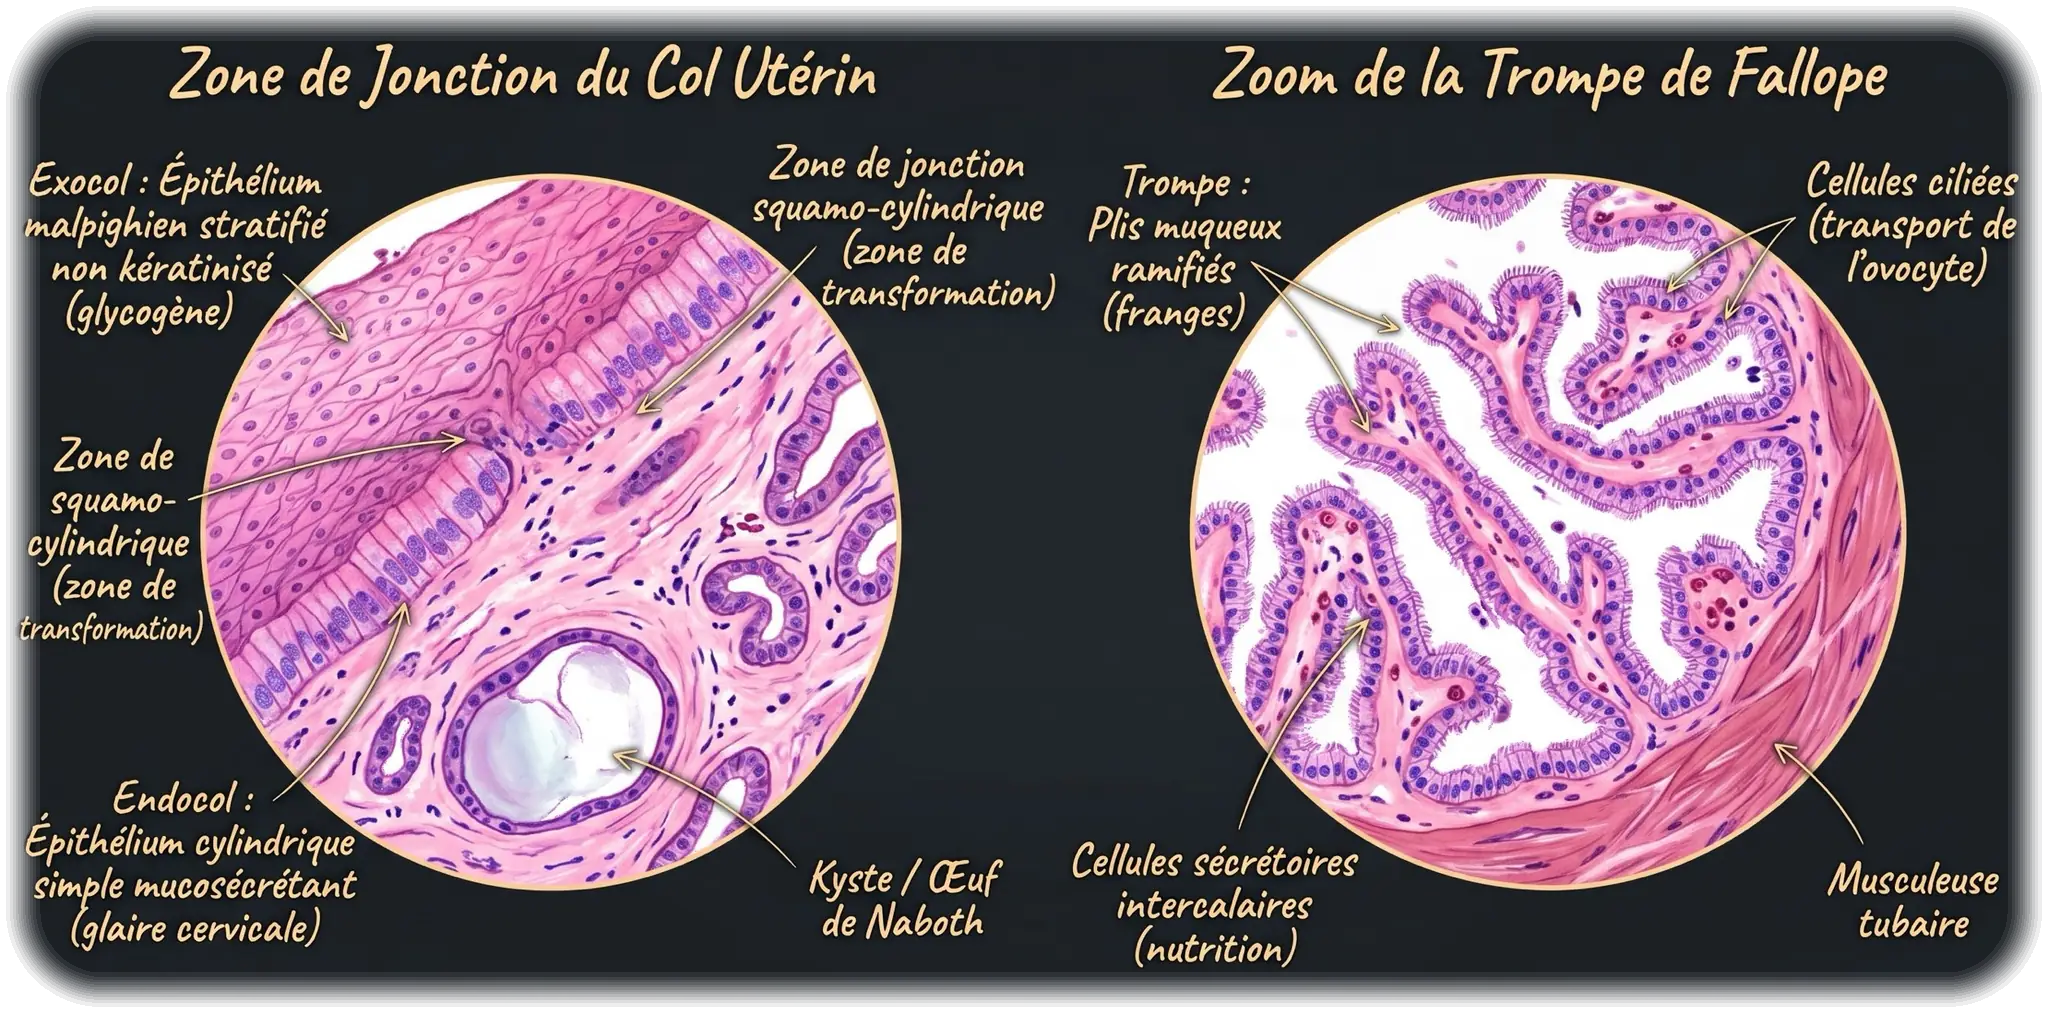 Zone de Jonction du Col Utérin
Exocol : Épithélium
malpighien stratifié
non kératinisé
(glycogène)
Zone de jonction
squamo-cylindrique
(zone de
transformation)
Zone de
squamo-
cylindrique
(zone de
transformation)
Endocol :
Épithélium cylindrique
simple mucosécrétant
(glaire cervicale)
Kyste / Œuf
de Naboth
Zoom de la Trompe de Fallope
Trompe :
Plis muqueux
ramifiés
(franges)
Cellules ciliées
(transport de
l'ovocyte)
Cellules sécrétoires
intercalaires
(nutrition)
Musculeuse
tubaire